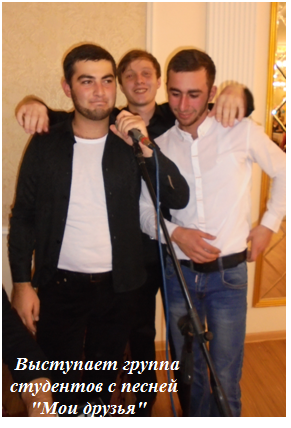 Выступает группа
студентов с песней
"Мои друзья"